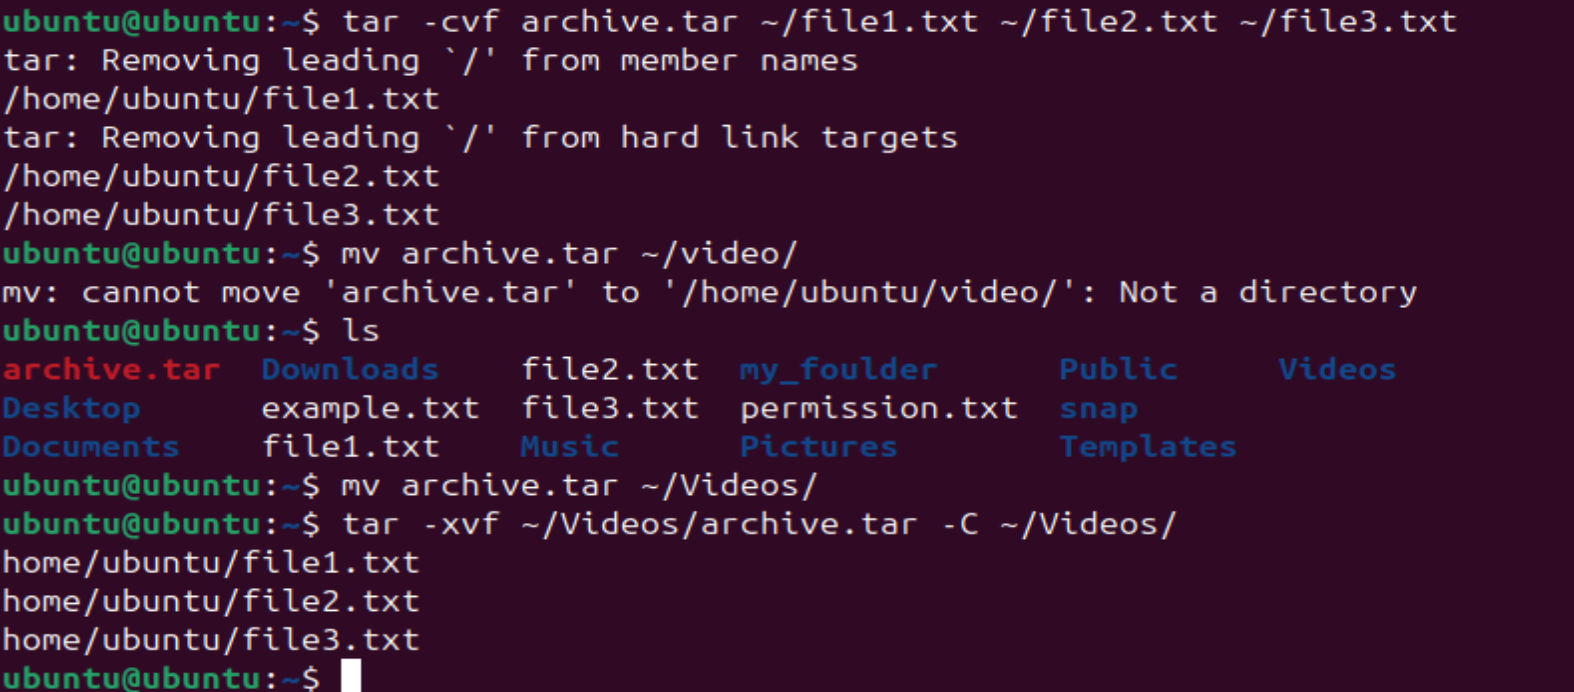 ubuntu@ubuntu:~$ tar -cvf archive.tar ~/file1.txt ~/file2.txt ~/file3.txt
tar: Removing leading `/' from member names
/home/ubuntu/file1.txt
tar: Removing leading `/' from hard link targets
/home/ubuntu/file2.txt
/home/ubuntu/file3.txt
ubuntu@ubuntu:~$ mv archive.tar ~/video/
mv: cannot move 'archive.tar' to '/home/ubuntu/video/': Not a directory
ubuntu@ubuntu:~$ ls
archive.tar  Downloads    file2.txt  my_foulder      Public     Videos
Desktop      example.txt  file3.txt  permission.txt  snap
Documents    file1.txt    Music      Pictures        Templates
ubuntu@ubuntu:~$ mv archive.tar ~/Videos/
ubuntu@ubuntu:~$ tar -xvf ~/Videos/archive.tar -C ~/Videos/
home/ubuntu/file1.txt
home/ubuntu/file2.txt
home/ubuntu/file3.txt
ubuntu@ubuntu:~$